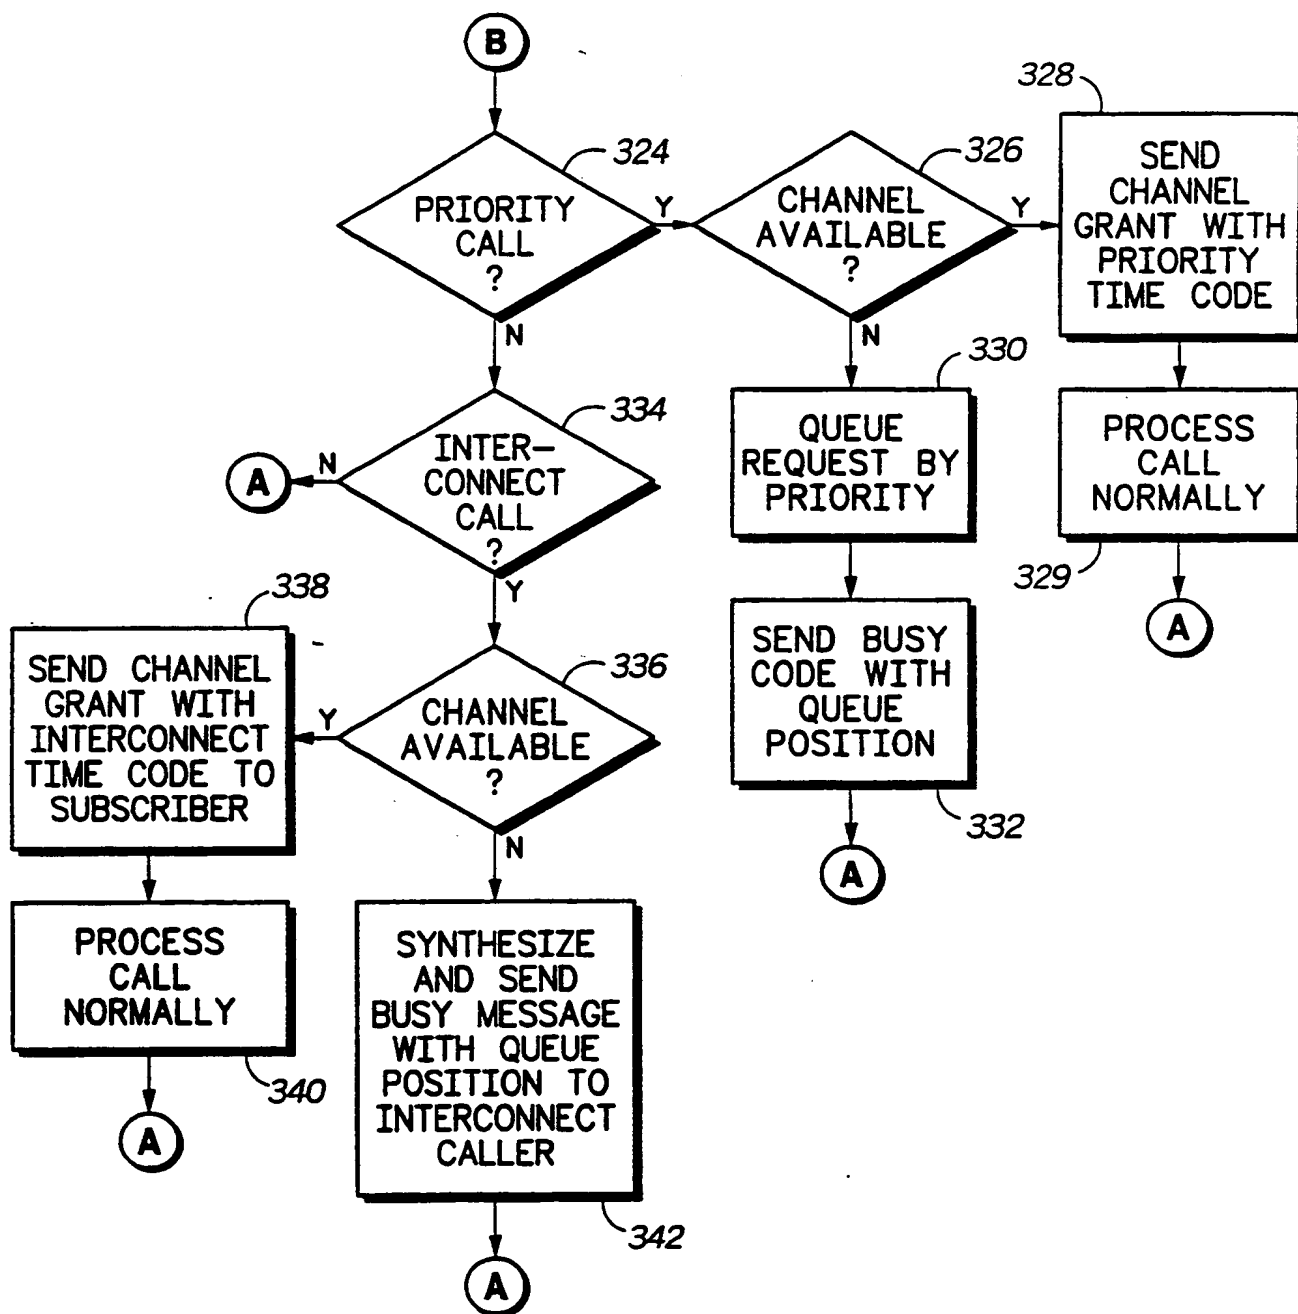 B
324
PRIORITY
CALL
?
Y
N
326
CHANNEL
AVAILABLE
?
Y
N
328
SEND
CHANNEL
GRANT WITH
PRIORITY
TIME CODE
PROCESS
CALL
NORMALLY
329
A
330
QUEUE
REQUEST BY
PRIORITY
SEND BUSY
CODE WITH
QUEUE
POSITION
332
A
334
INTER-
CONNECT
CALL
?
N
A
Y
336
CHANNEL
AVAILABLE
?
Y
N
338
SEND CHANNEL
GRANT WITH
INTERCONNECT
TIME CODE TO
SUBSCRIBER
PROCESS
CALL
NORMALLY
340
A
SYNTHESIZE
AND SEND
BUSY MESSAGE
WITH QUEUE
POSITION TO
INTERCONNECT
CALLER
342
A